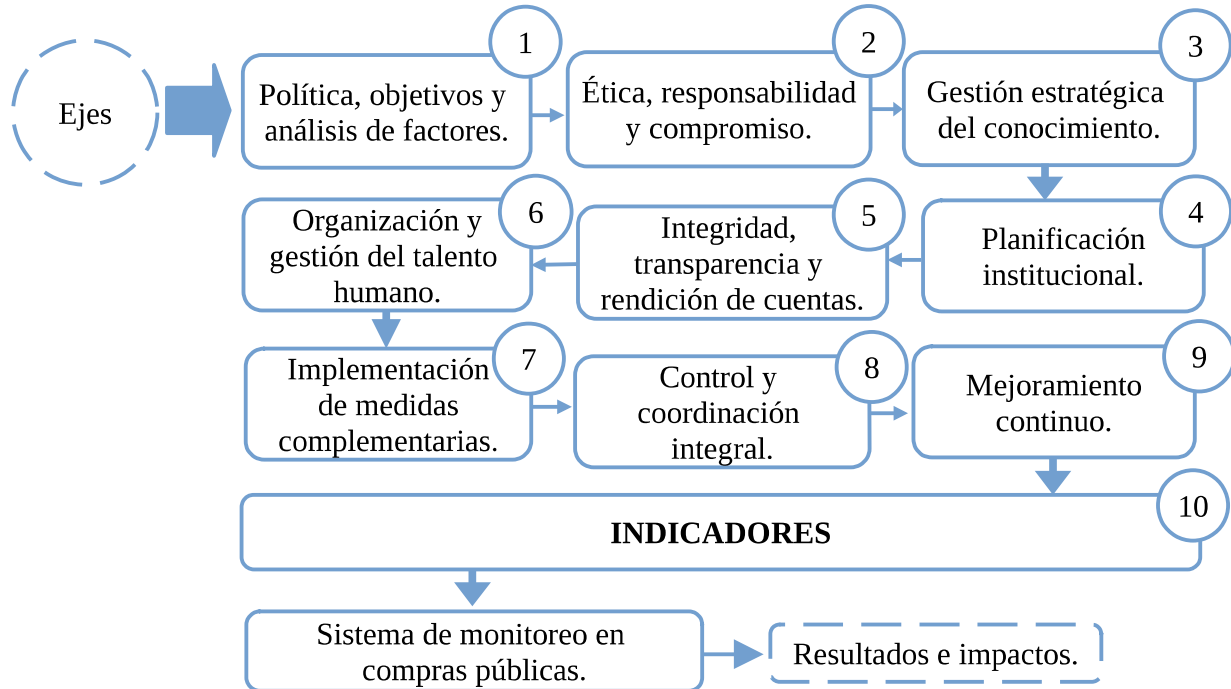 Ejes
1
Política, objetivos y
análisis de factores.
2
Ética, responsabilidad
y compromiso.
3
Gestión estratégica
del conocimiento.
4
Planificación
institucional.
5
Integridad,
transparencia y
rendición de cuentas.
6
Organización y
gestión del talento
humano.
7
Implementación
de medidas
complementarias.
8
Control y
coordinación
integral.
9
Mejoramiento
continuo.
10
INDICADORES
Sistema de monitoreo en
compras públicas.
Resultados e impactos.